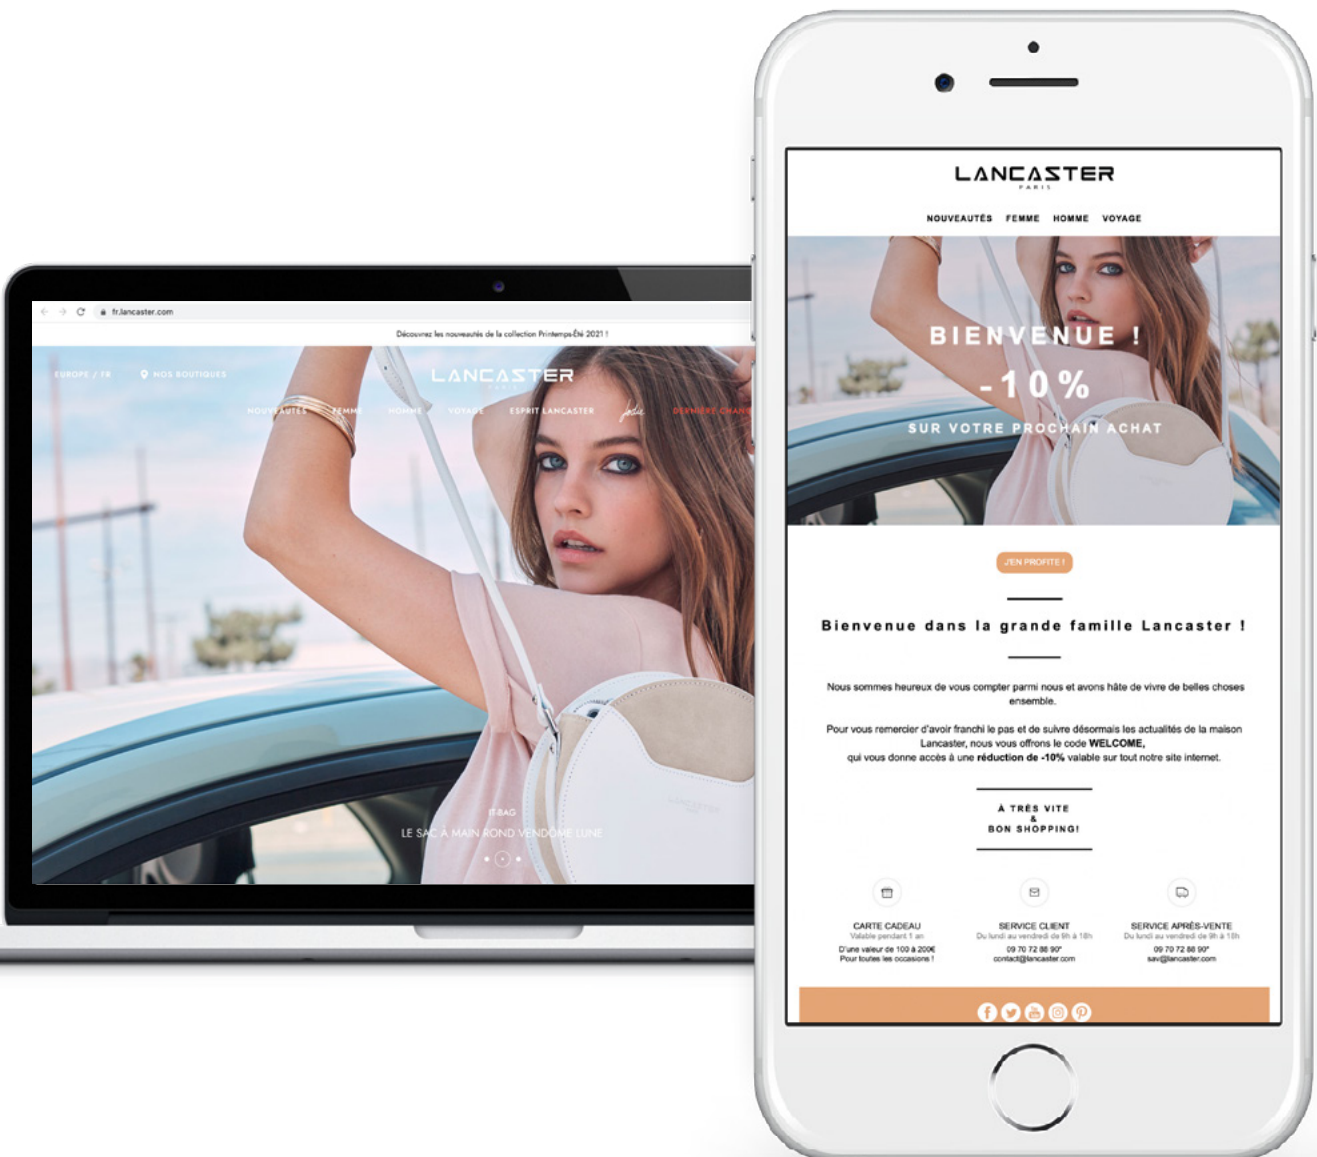 fr.lancaster.com
Découvrez les nouveautés de la collection Printemps-Été 2021 !
EUROPE / FR
NOS BOUTIQUES
LANCASTER
PARIS
NOUVEAUTÉS FEMME HOMME VOYAGE ESPRIT LANCASTER Jodie DERNIÈRE CHANC
LANCASTER
IT-BAG
LE SAC À MAIN ROND VENDÔME LUNE
LANCASTER
PARIS
NOUVEAUTÉS FEMME HOMME VOYAGE
BIENVENUE !
-10%
SUR VOTRE PROCHAIN ACHAT
J'EN PROFITE !
Bienvenue dans la grande famille Lancaster !
Nous sommes heureux de vous compter parmi nous et avons hâte de vivre de belles choses
ensemble.
Pour vous remercier d'avoir franchi le pas et de suivre désormais les actualités de la maison
Lancaster, nous vous offrons le code WELCOME,
qui vous donne accès à une réduction de -10% valable sur tout notre site internet.
À TRÈS VITE
&
BON SHOPPING!
CARTE CADEAU
Valable pendant 1 an
D'une valeur de 100 à 200€
Pour toutes les occasions !
SERVICE CLIENT
Du lundi au vendredi de 9h à 18h
09 70 72 88 90*
contact@lancaster.com
SERVICE APRÈS-VENTE
Du lundi au vendredi de 9h à 18h
09 70 72 88 90*
sav@lancaster.com